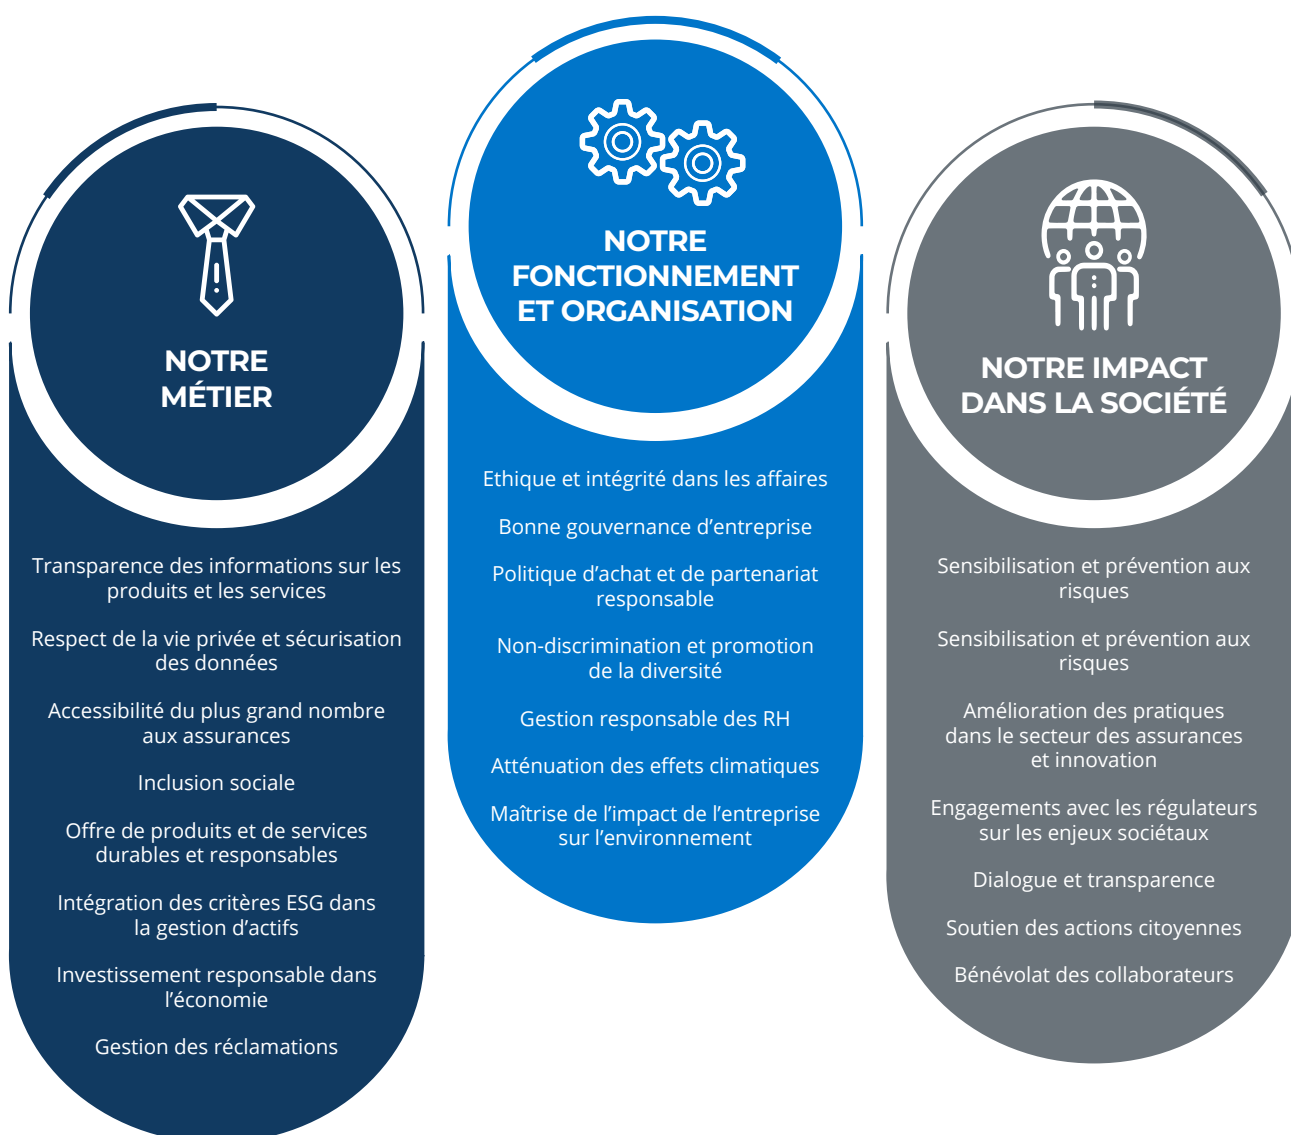 NOTRE
MÉTIER
Transparence des informations sur les
produits et les services
Respect de la vie privée et sécurisation
des données
Accessibilité du plus grand nombre
aux assurances
Inclusion sociale
Offre de produits et de services
durables et responsables
Intégration des critères ESG dans
la gestion d’actifs
Investissement responsable dans
l’économie
Gestion des réclamations
NOTRE
FONCTIONNEMENT
ET ORGANISATION
Ethique et intégrité dans les affaires
Bonne gouvernance d’entreprise
Politique d’achat et de partenariat
responsable
Non-discrimination et promotion
de la diversité
Gestion responsable des RH
Atténuation des effets climatiques
Maîtrise de l’impact de l’entreprise
sur l’environnement
NOTRE IMPACT
DANS LA SOCIÉTÉ
Sensibilisation et prévention aux
risques
Sensibilisation et prévention aux
risques
Amélioration des pratiques
dans le secteur des assurances
et innovation
Engagements avec les régulateurs
sur les enjeux sociétaux
Dialogue et transparence
Soutien des actions citoyennes
Bénévolat des collaborateurs